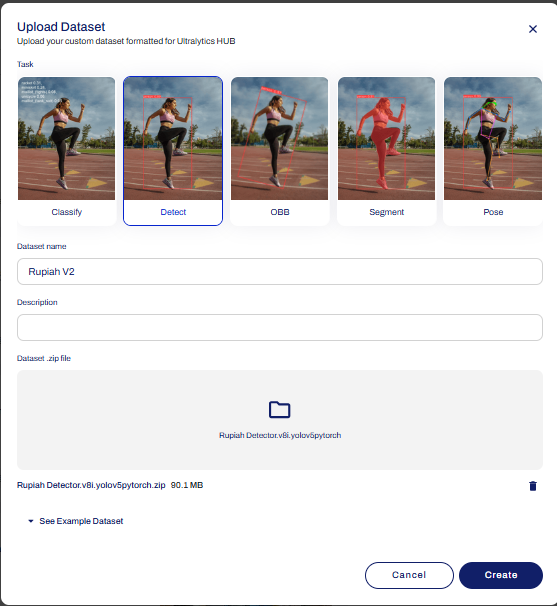 Upload Dataset
Upload your custom dataset formatted for Ultralytics HUB
Task
Classify
Detect
OBB
Segment
Pose
Dataset name
Rupiah V2
Description
Dataset .zip file
Rupiah Detector.v8i.yolov5pytorch
Rupiah Detector.v8i.yolov5pytorch.zip 90.1 MB
See Example Dataset
Cancel
Create